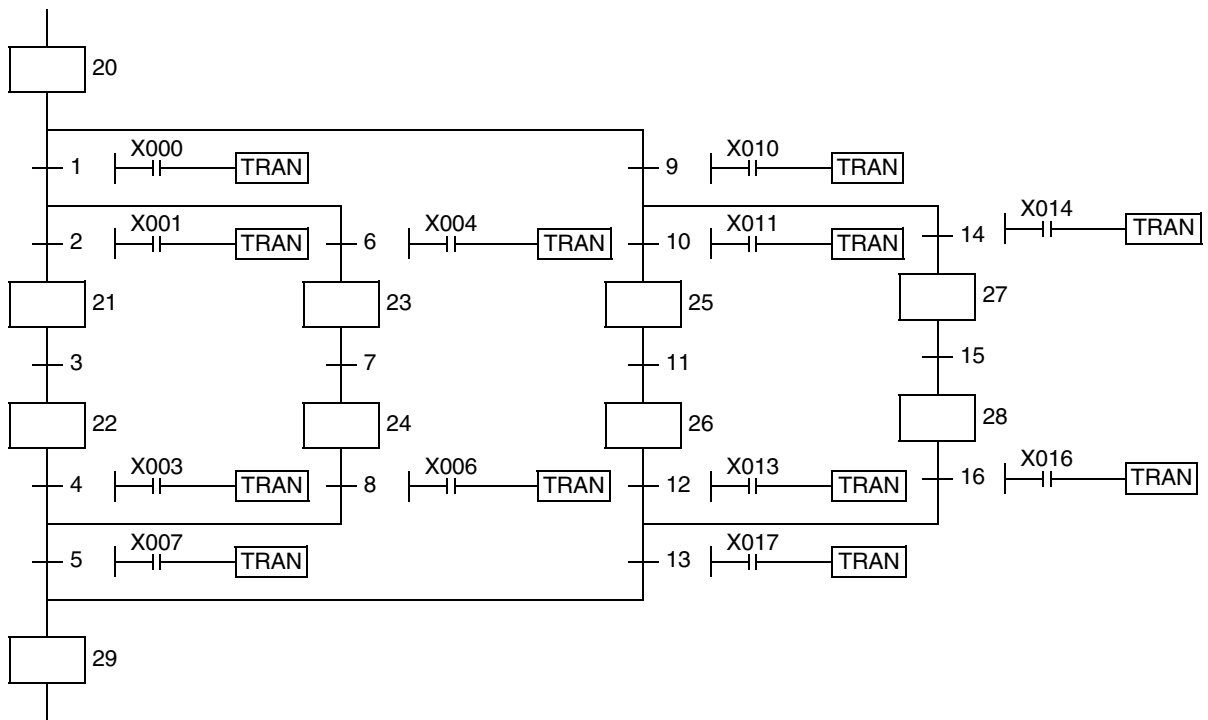 20
X000 X010
1 TRAN 9 TRAN
X001 X004 X011 X014
2 TRAN 6 TRAN 10 TRAN 14 TRAN
21 23 25 27
3 7 11 15
22 24 26 28
X003 X006 X013 X016
4 TRAN 8 TRAN 12 TRAN 16 TRAN
X007 X017
5 TRAN 13 TRAN
29